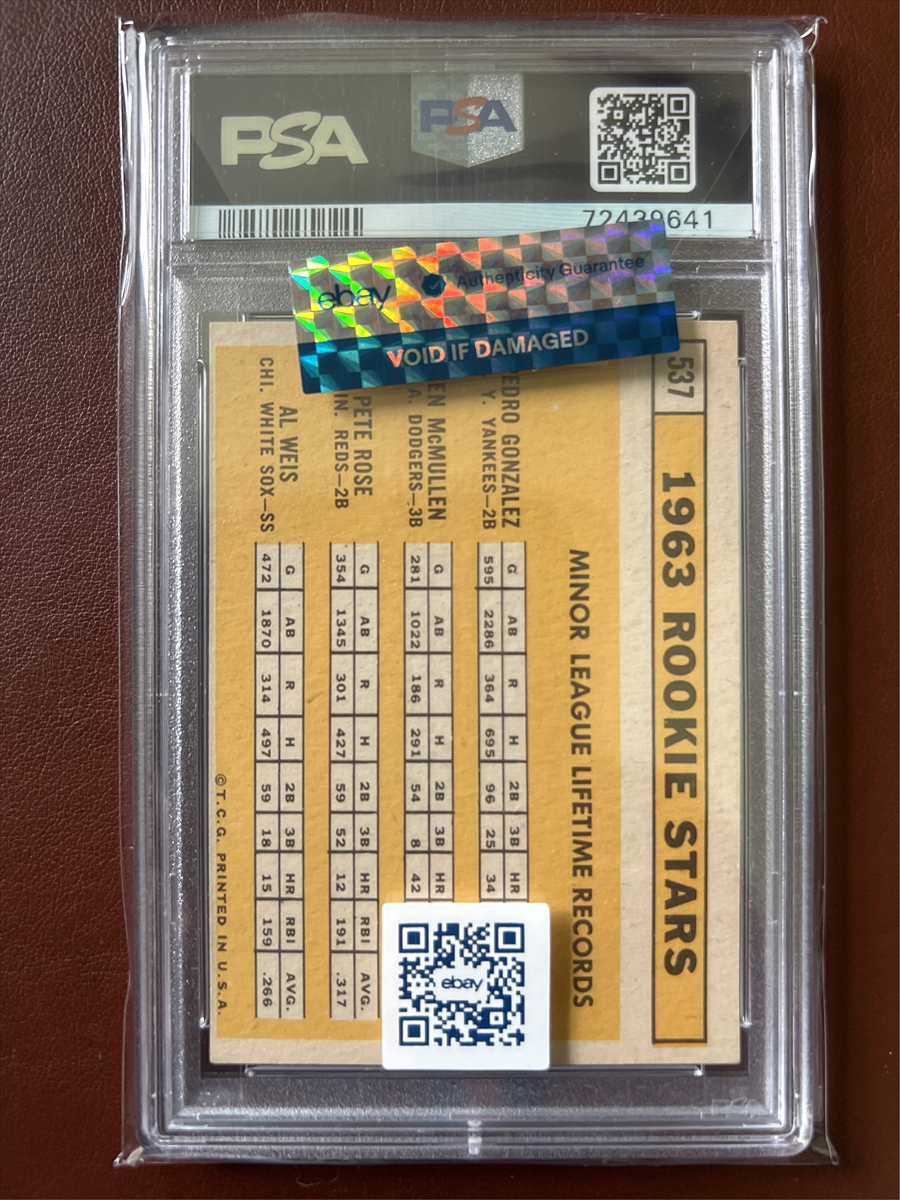 PSA
PSA
72439641
ebay Authenticity Guarantee
VOID IF DAMAGED
537
1963 ROOKIE STARS
MINOR LEAGUE LIFETIME RECORDS
EDRO GONZALEZ
Y. YANKEES—2B
G AB R H 2B 3B HR
595 2286 364 695 96 25 34
EN McMULLEN
A. DODGERS—3B
G AB R H 2B 3B HR
281 1022 186 291 54 8 42
PETE ROSE
IN. REDS—2B
G AB R H 2B 3B HR RBI AVG.
354 1345 301 427 59 52 12 191 .317
AL WEIS
CHI. WHITE SOX—SS
G AB R H 2B 3B HR RBI AVG.
472 1870 314 497 59 18 15 159 .266
©T.C.G. PRINTED IN U.S.A.
ebay
PSA